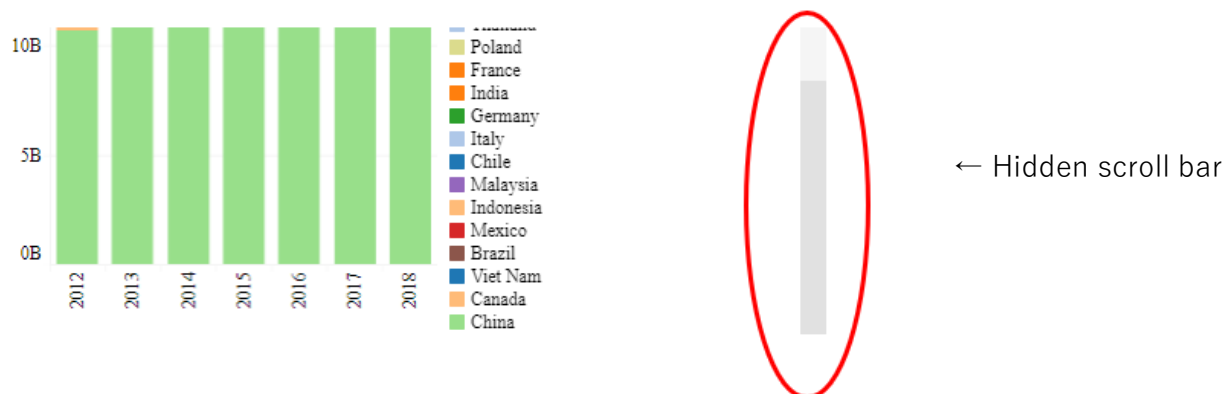 10B
5B
0B
2012
2013
2014
2015
2016
2017
2018
Poland
France
India
Germany
Italy
Chile
Malaysia
Indonesia
Mexico
Brazil
Viet Nam
Canada
China
← Hidden scroll bar